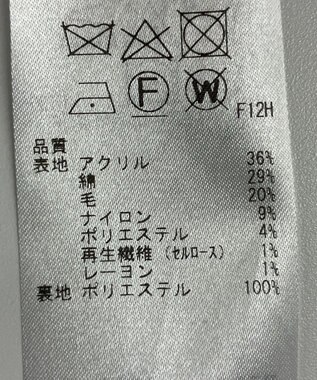 F W F12H
品質
表地 アクリル 36%
綿 29%
毛 20%
ナイロン 9%
ポリエステル 4%
再生繊維 (セルロース) 1%
レーヨン 1%
裏地 ポリエステル 100%